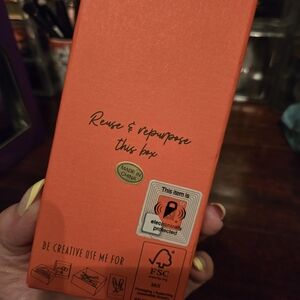 Reuse & repurpose
this box
MADE IN
CHINA
This item is
electronically
protected
BE CREATIVE USE ME FOR
FSC
MIX